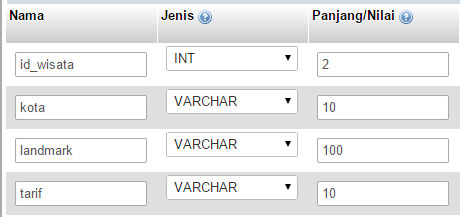 Nama Jenis Panjang/Nilai
id_wisata INT 2
kota VARCHAR 10
landmark VARCHAR 100
tarif VARCHAR 10